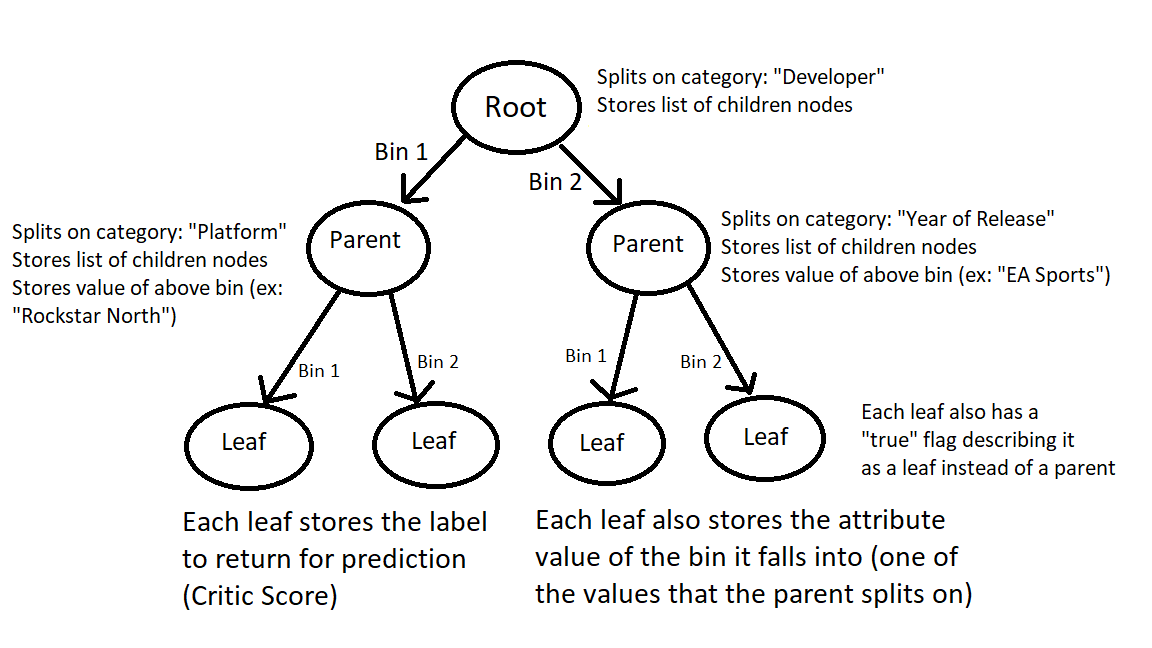 Root
Splits on category: "Developer"
Stores list of children nodes
Bin 1
Bin 2
Splits on category: "Platform"
Stores list of children nodes
Stores value of above bin (ex:
"Rockstar North")
Parent
Parent
Splits on category: "Year of Release"
Stores list of children nodes
Stores value of above bin (ex: "EA Sports")
Bin 1
Bin 2
Bin 1
Bin 2
Leaf
Leaf
Leaf
Leaf
Each leaf also has a
"true" flag describing it
as a leaf instead of a parent
Each leaf stores the label
to return for prediction
(Critic Score)
Each leaf also stores the attribute
value of the bin it falls into (one of
the values that the parent splits on)